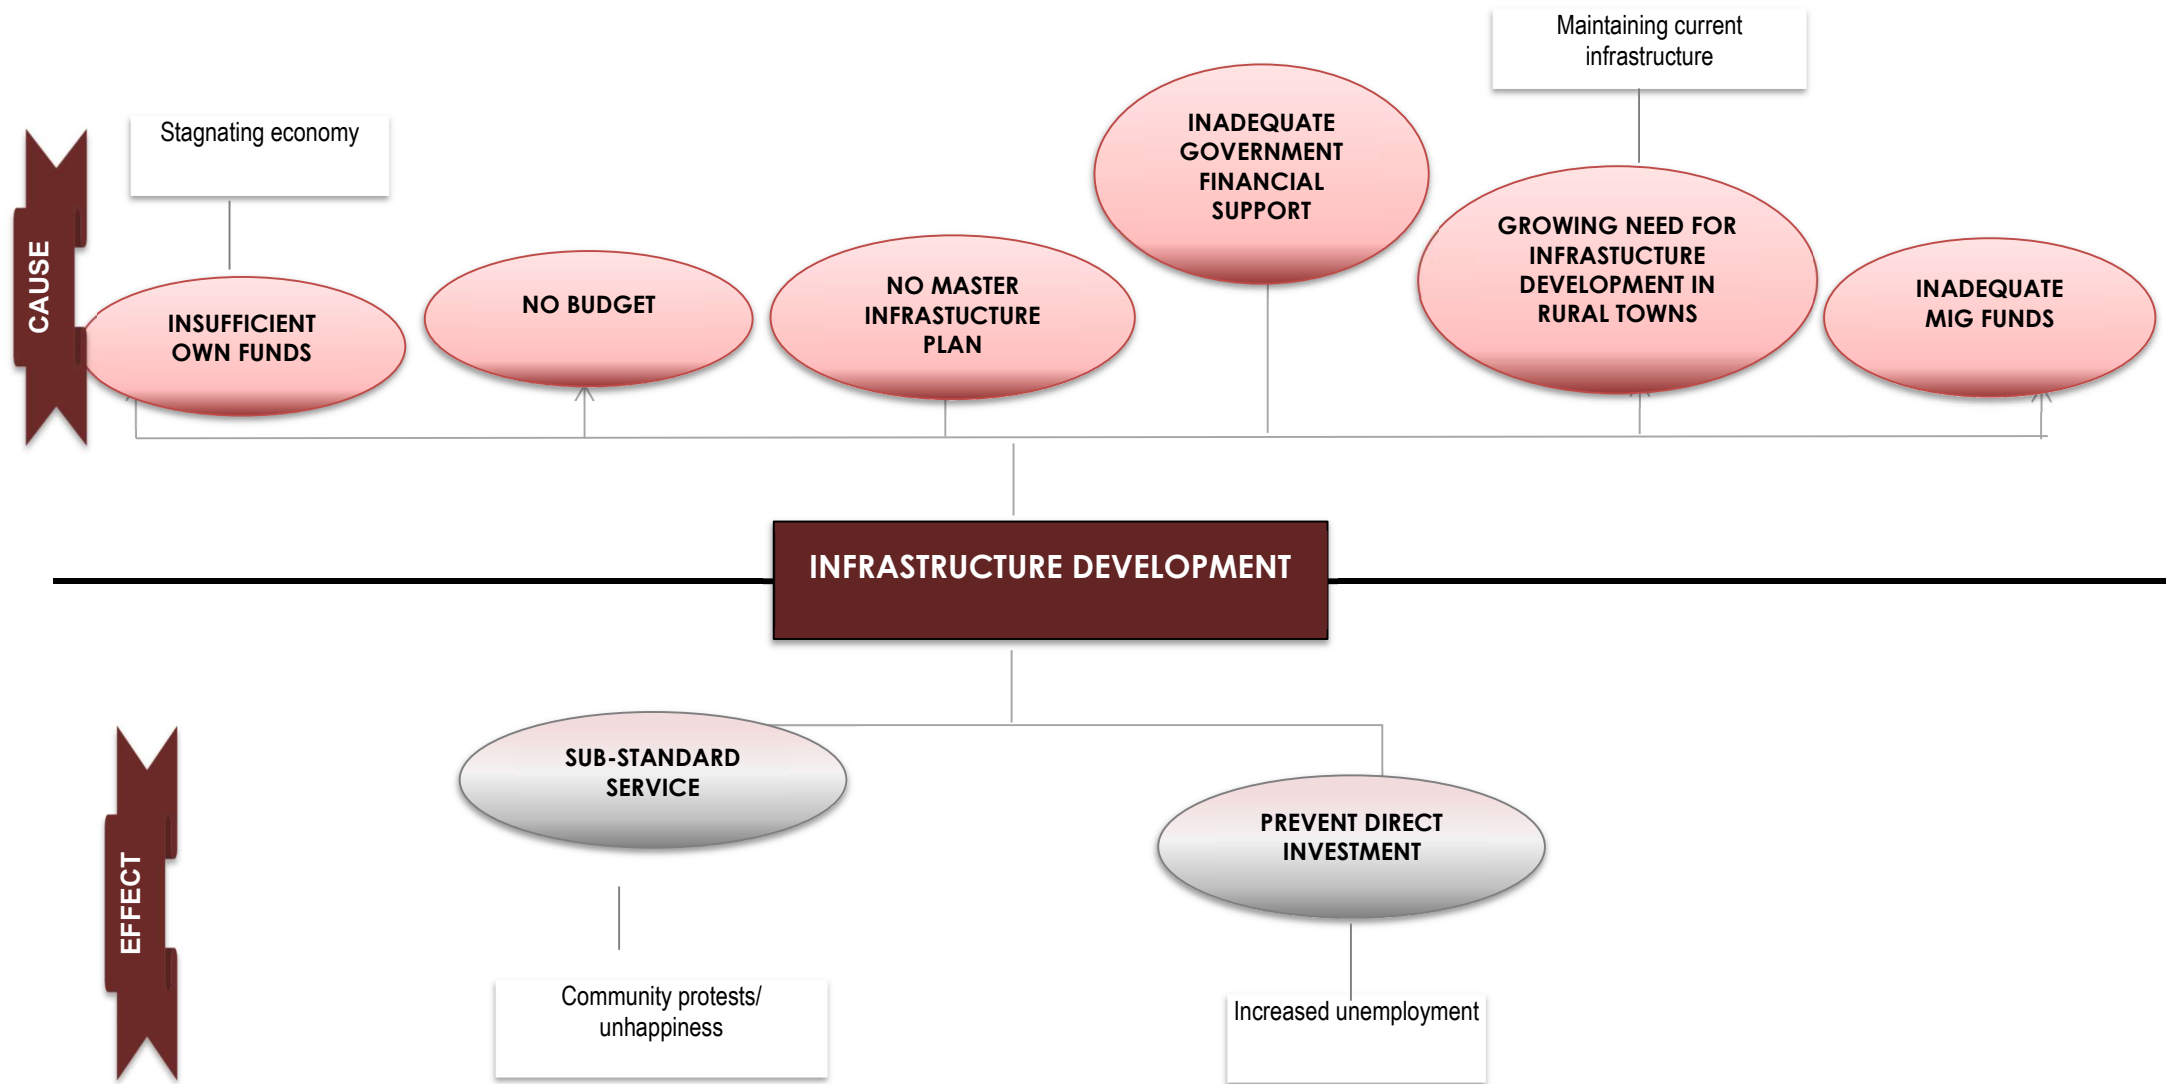 Maintaining current
infrastructure
Stagnating economy
CAUSE
INADEQUATE
GOVERNMENT
FINANCIAL
SUPPORT
INSUFFICIENT
OWN FUNDS
NO BUDGET
NO MASTER
INFRASTUCTURE
PLAN
GROWING NEED FOR
INFRASTUCTURE
DEVELOPMENT IN
RURAL TOWNS
INADEQUATE
MIG FUNDS
INFRASTRUCTURE DEVELOPMENT
EFFECT
SUB-STANDARD
SERVICE
PREVENT DIRECT
INVESTMENT
Community protests/
unhappiness
Increased unemployment